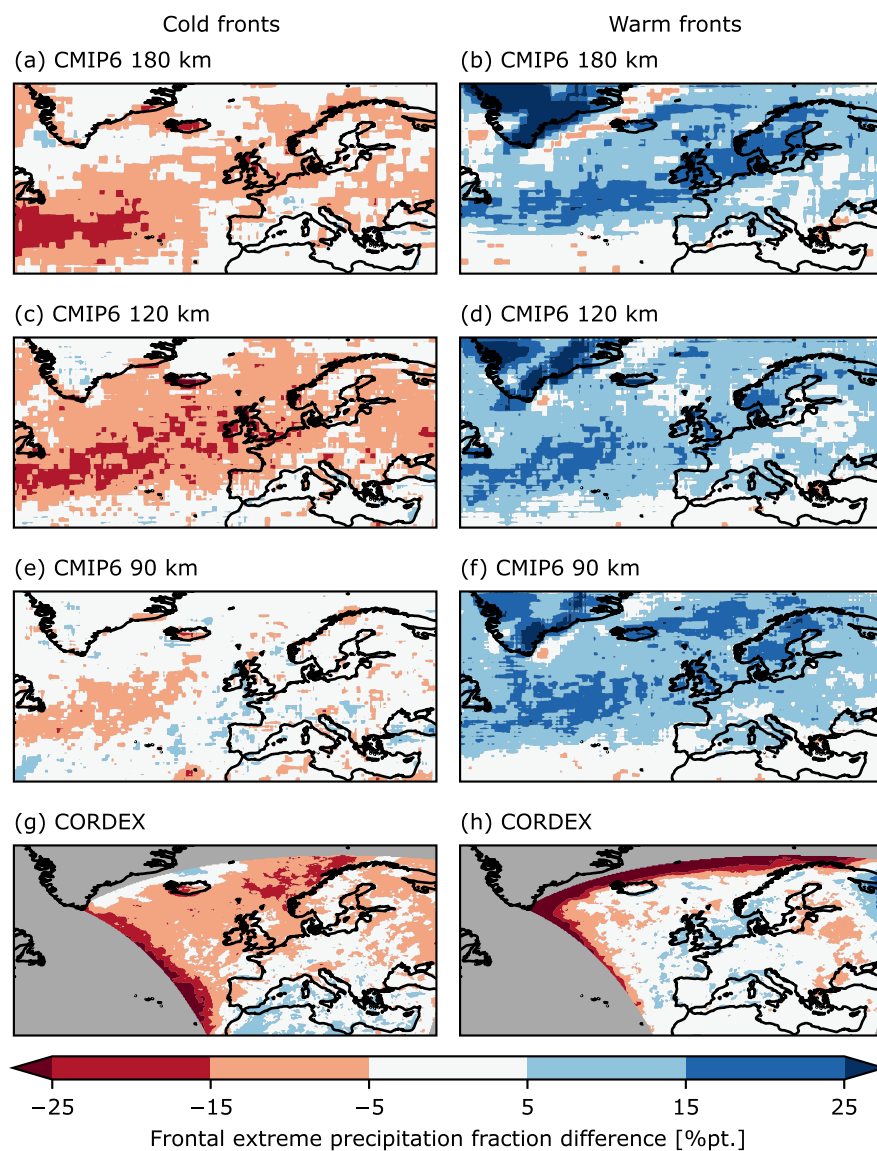 Cold fronts
Warm fronts
(a) CMIP6 180 km
(b) CMIP6 180 km
(c) CMIP6 120 km
(d) CMIP6 120 km
(e) CMIP6 90 km
(f) CMIP6 90 km
(g) CORDEX
(h) CORDEX
−25 −15 −5 5 15 25
Frontal extreme precipitation fraction difference [%pt.]